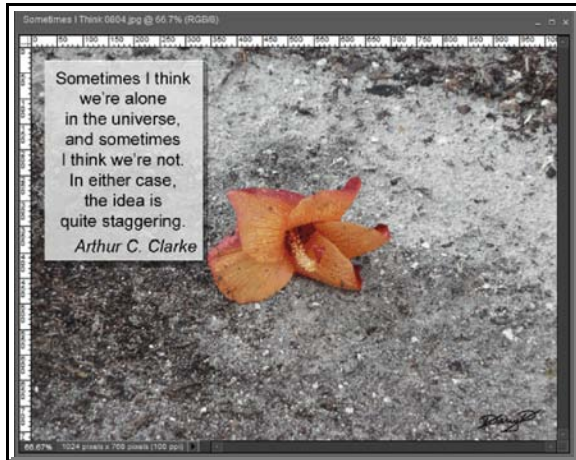 Sometimes I Think 0804.jpg @ 66.7% (RGB/8)
Sometimes I think
we're alone
in the universe,
and sometimes
I think we're not.
In either case,
the idea is
quite staggering.
Arthur C. Clarke
66.67% 1024 pixels x 768 pixels (100 ppi)